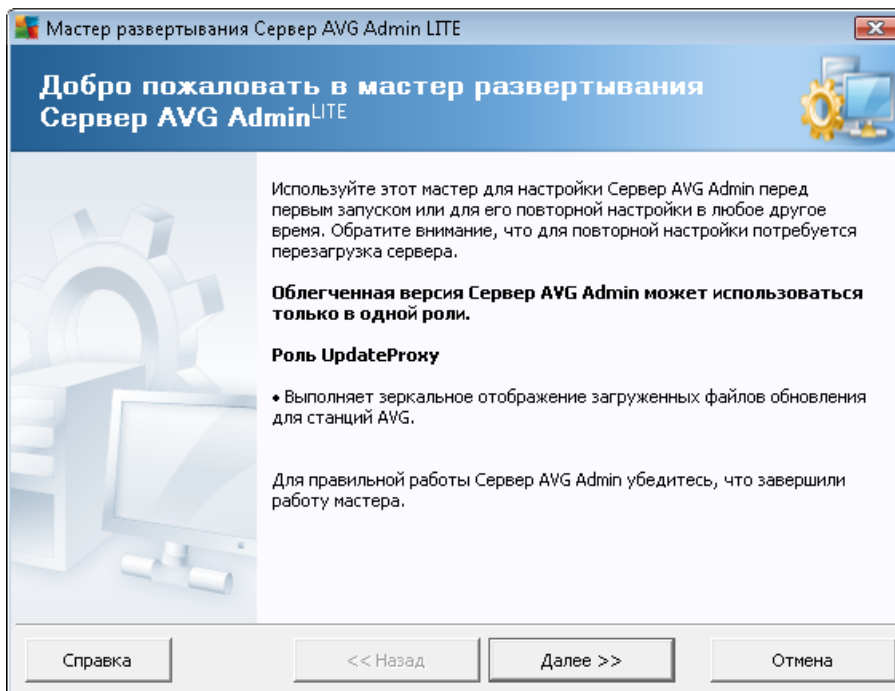 Мастер развертывания Сервер AVG Admin LITE
Добро пожаловать в мастер развертывания
Сервер AVG Admin LITE
Используйте этот мастер для настройки Сервер AVG Admin перед
первым запуском или для его повторной настройки в любое другое
время. Обратите внимание, что для повторной настройки потребуется
перезагрузка сервера.
Облегченная версия Сервер AVG Admin может использоваться
только в одной роли.
Роль UpdateProxy
• Выполняет зеркальное отображение загруженных файлов обновления
для станций AVG.
Для правильной работы Сервер AVG Admin убедитесь, что завершили
работу мастера.
Справка
<< Назад
Далее >>
Отмена